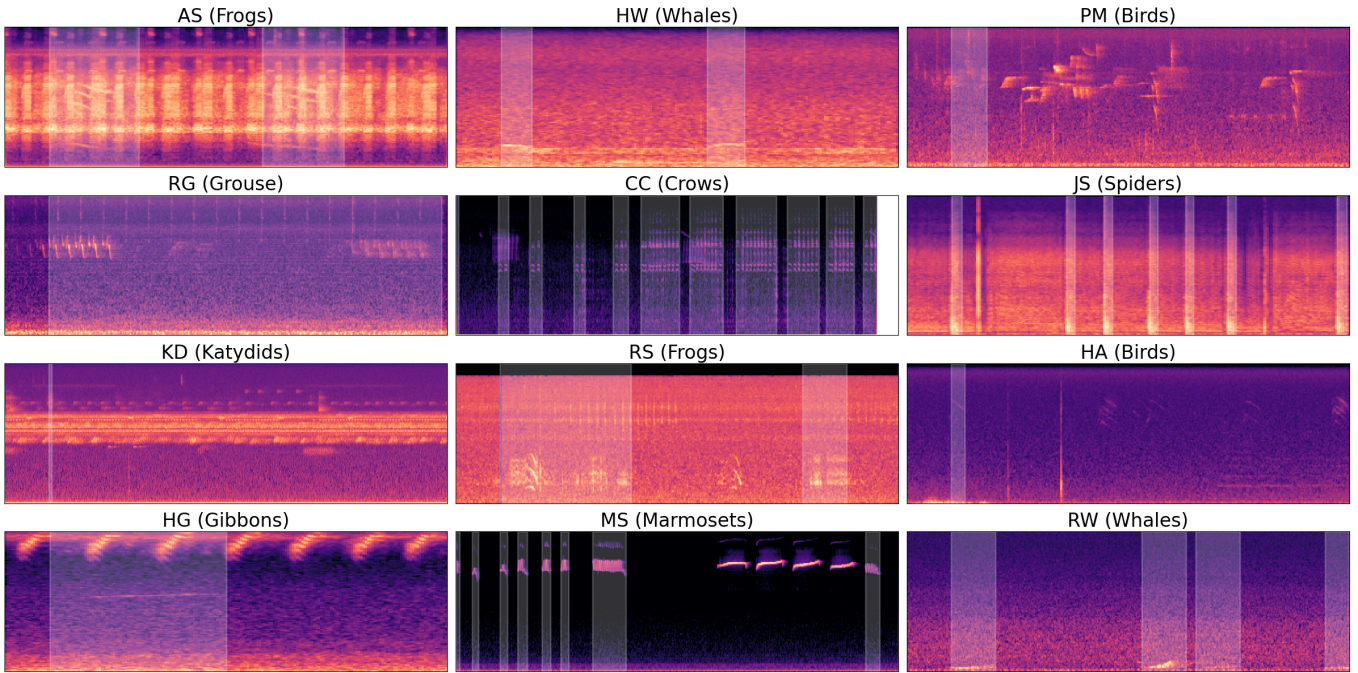 AS (Frogs)
HW (Whales)
PM (Birds)
RG (Grouse)
CC (Crows)
JS (Spiders)
KD (Katydids)
RS (Frogs)
HA (Birds)
HG (Gibbons)
MS (Marmosets)
RW (Whales)